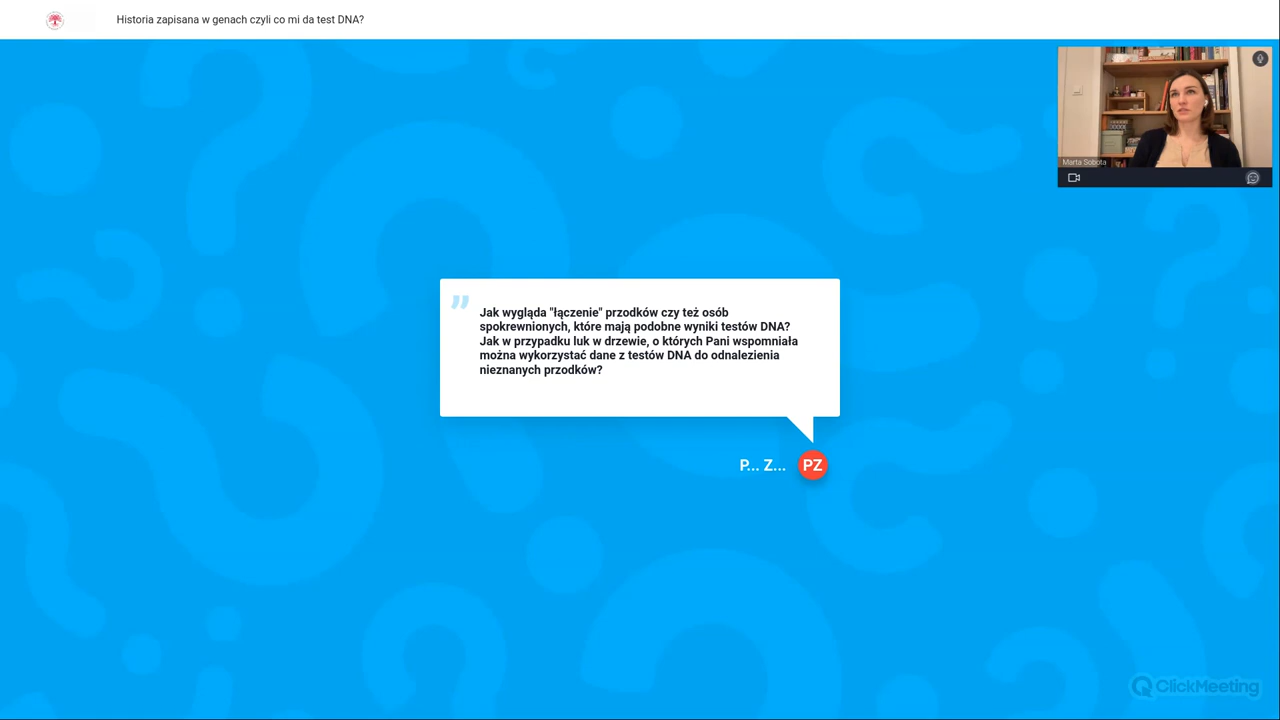 Historia zapisana w genach czyli co mi da test DNA?
Marta Sobota
"
Jak wygląda "łączenie" przodków czy też osób
spokrewnionych, które mają podobne wyniki testów DNA?
Jak w przypadku luk w drzewie, o których Pani wspomniała
można wykorzystać dane z testów DNA do odnalezienia
nieznanych przodków?
P... Z... PZ
ClickMeeting